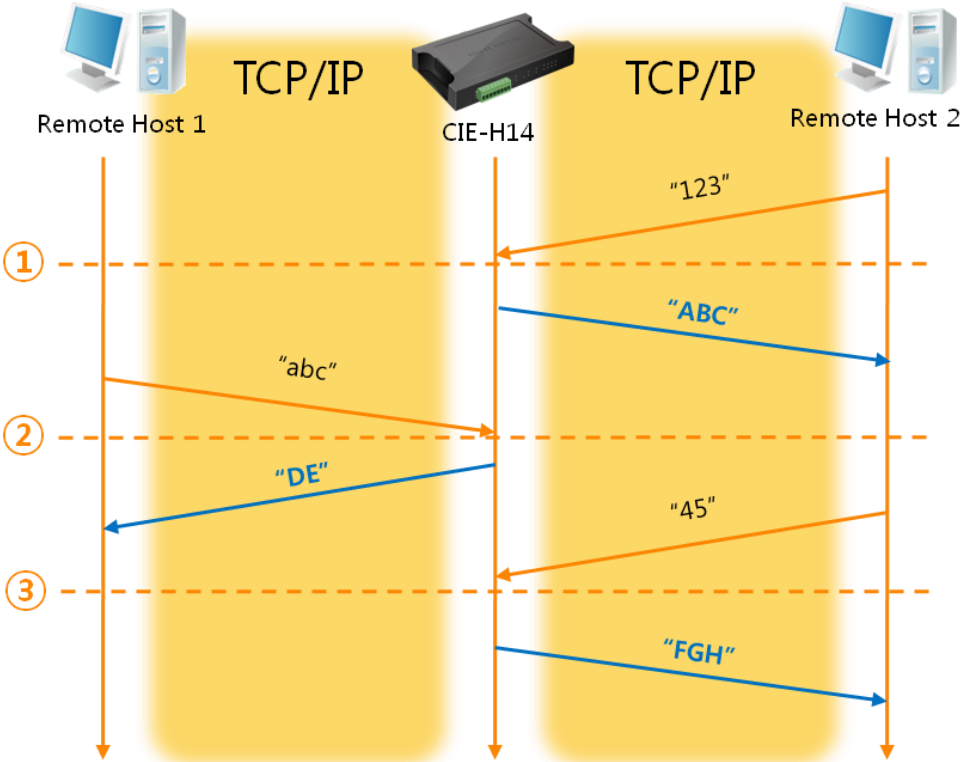 TCP/IP
TCP/IP
Remote Host 1
CIE-H14
Remote Host 2
"123"
①
"ABC"
"abc"
②
"DE"
"45"
③
"FGH"